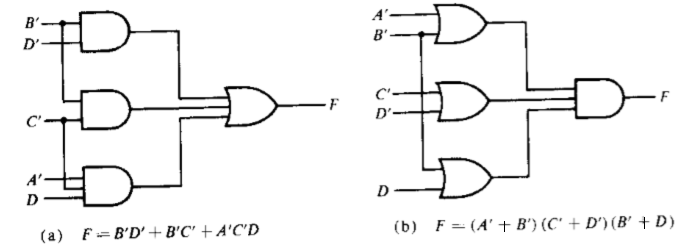 B'
D'
C'
A'
D
F
(a) F = B'D' + B'C' + A'C'D
A'
B'
C'
D'
D
F
(b) F = (A' + B') (C' + D') (B' + D)